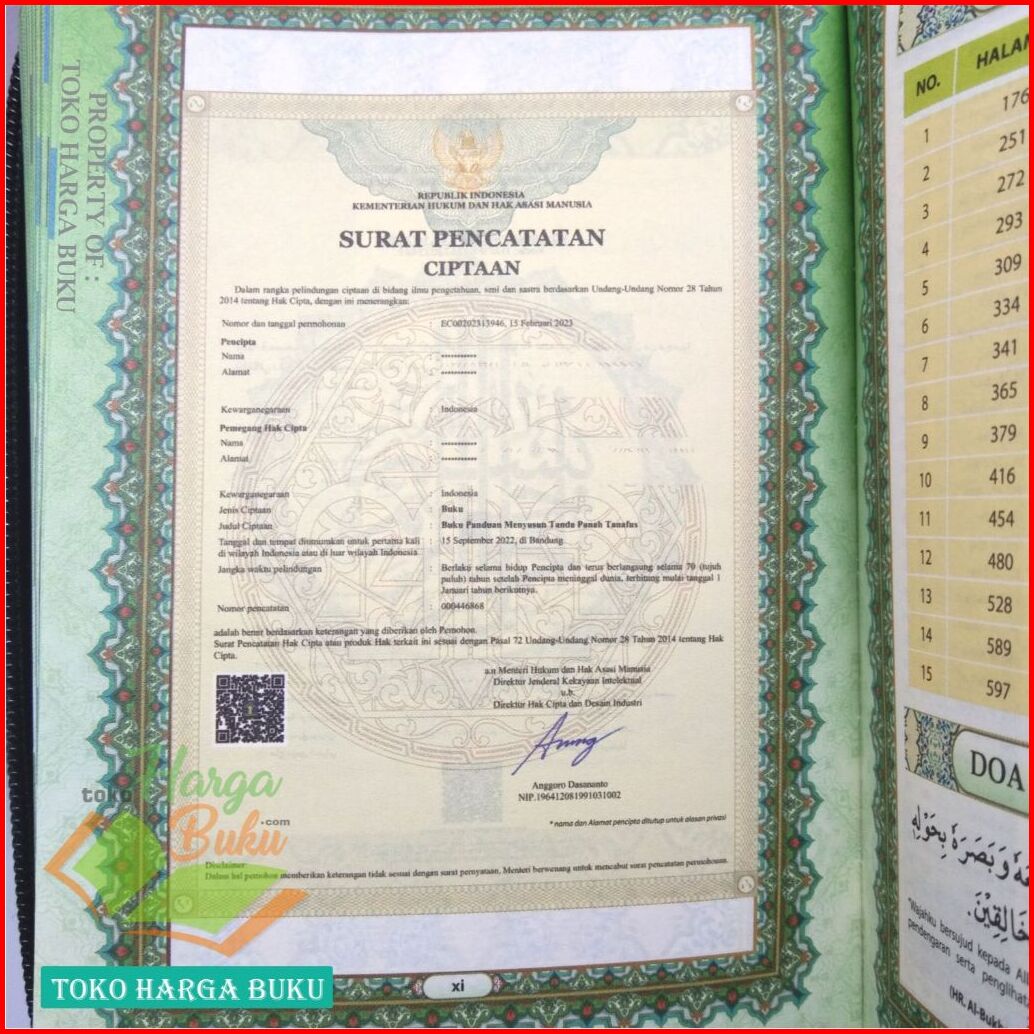 PROPERTY OF :
TOKO HARGA BUKU
REPUBLIK INDONESIA
KEMENTERIAN HUKUM DAN HAK ASASI MANUSIA
SURAT PENCATATAN
CIPTAAN
Dalam rangka pelindungan ciptaan di bidang ilmu pengetahuan, seni dan sastra berdasarkan Undang-Undang Nomor 28 Tahun
2014 tentang Hak Cipta, dengan ini menerangkan:
Nomor dan tanggal permohonan : EC00202313946, 15 Februari 2023
Pencipta
Nama : ***********
Alamat : ***********
Kewarganegaraan : Indonesia
Pemegang Hak Cipta
Nama : ***********
Alamat : ***********
Kewarganegaraan : Indonesia
Jenis Ciptaan : Buku
Judul Ciptaan : Buku Panduan Menyusun Tanda Panah Tanafus
Tanggal dan tempat diumumkan untuk pertama kali : 15 September 2022, di Bandung
di wilayah Indonesia atau di luar wilayah Indonesia
Jangka waktu pelindungan : Berlaku selama hidup Pencipta dan terus berlangsung selama 70 (tujuh
puluh) tahun setelah Pencipta meninggal dunia, terhitung mulai tanggal 1
Januari tahun berikutnya.
Nomor pencatatan : 000446868
adalah benar berdasarkan keterangan yang diberikan oleh Pemohon.
Surat Pencatatan Hak Cipta atau produk Hak terkait ini sesuai dengan Pasal 72 Undang-Undang Nomor 28 Tahun 2014 tentang Hak
Cipta.
a.n Menteri Hukum dan Hak Asasi Manusia
Direktur Jenderal Kekayaan Intelektual
u.b.
Direktur Hak Cipta dan Desain Industri
Anggoro Dasananto
NIP.196412081991031002
* nama dan Alamat pencipta ditutup untuk alasan privasi
Disclaimer:
Dalam hal pemohon memberikan keterangan tidak sesuai dengan surat pernyataan, Menteri berwenang untuk mencabut surat pencatatan permohonan.
xi
toko Harga
Buku
.com
TOKO HARGA BUKU
NO. HALAM
1 176
2 251
3 272
4 293
5 309
6 334
7 341
8 365
9 379
10 416
11 454
12 480
13 528
14 589
15 597
DOA
وَبَصَرَهُ بِحَوْلِهِ
"Wajahku bersujud kepada All
pendengaran serta penglihat
(HR. Al-Bukh